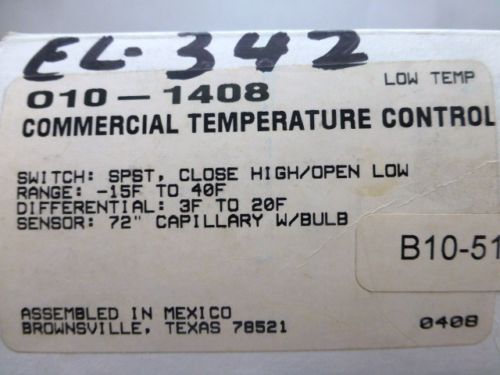 EL-342
LOW TEMP
010-1408
COMMERCIAL TEMPERATURE CONTROL
SWITCH: SPST, CLOSE HIGH/OPEN LOW
RANGE: -15F TO 40F
DIFFERENTIAL: 3F TO 20F
SENSOR: 72" CAPILLARY W/BULB
B10-51
ASSEMBLED IN MEXICO
BROWNSVILLE, TEXAS 78521
0408